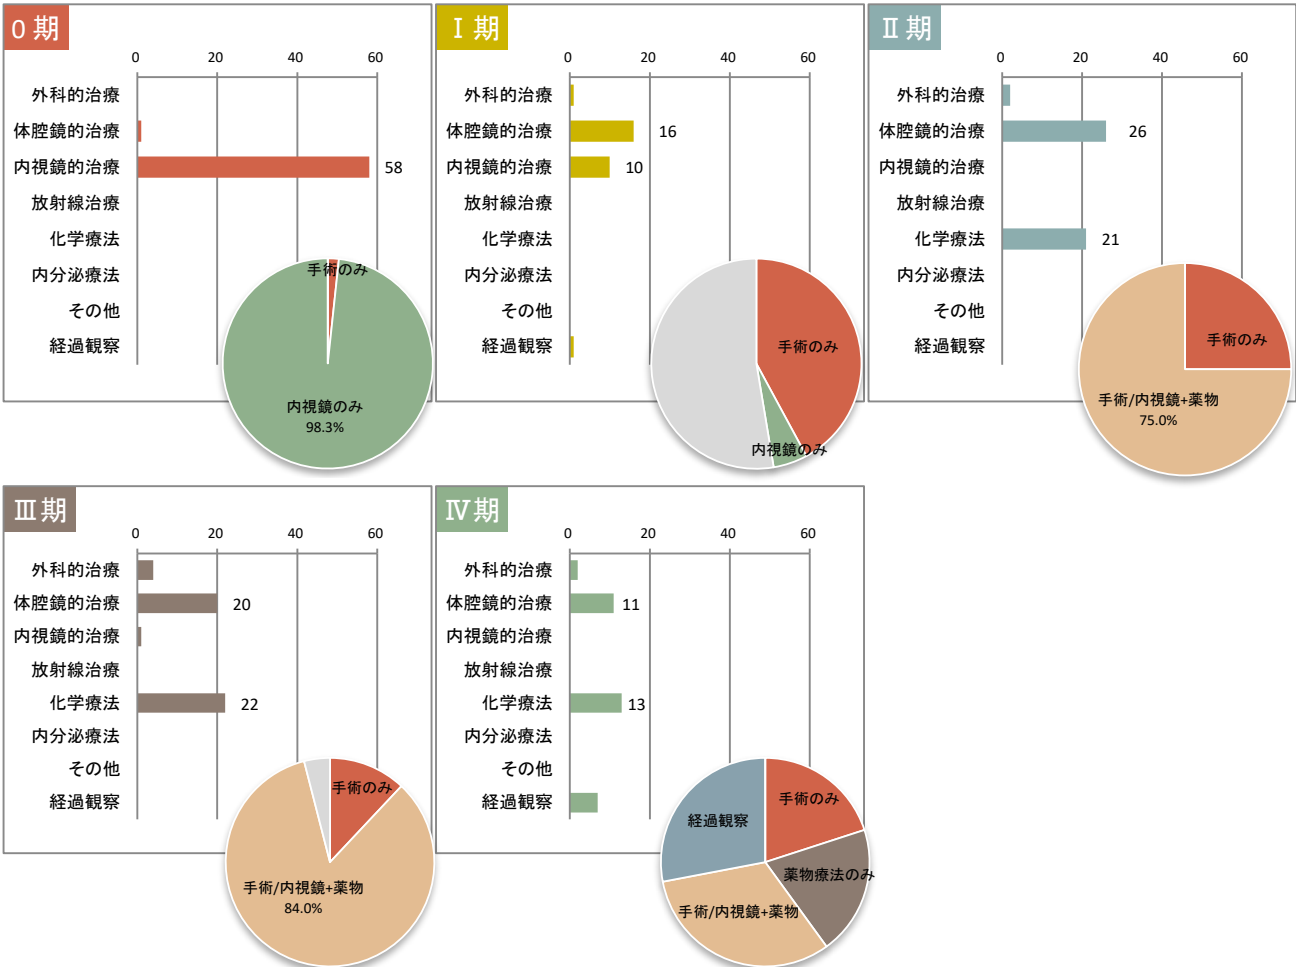 0 期
0 20 40 60
外科的治療
体腔鏡的治療
内視鏡的治療 58
放射線治療
化学療法
内分泌療法
その他
経過観察
手術のみ
内視鏡のみ
98.3%
Ⅰ 期
0 20 40 60
外科的治療
体腔鏡的治療 16
内視鏡的治療 10
放射線治療
化学療法
内分泌療法
その他
経過観察
手術のみ
内視鏡のみ
Ⅱ 期
0 20 40 60
外科的治療
体腔鏡的治療 26
内視鏡的治療
放射線治療
化学療法 21
内分泌療法
その他
経過観察
手術のみ
手術/内視鏡+薬物
75.0%
Ⅲ 期
0 20 40 60
外科的治療
体腔鏡的治療 20
内視鏡的治療
放射線治療
化学療法 22
内分泌療法
その他
経過観察
手術のみ
手術/内視鏡+薬物
84.0%
Ⅳ 期
0 20 40 60
外科的治療
体腔鏡的治療 11
内視鏡的治療
放射線治療
化学療法 13
内分泌療法
その他
経過観察
手術のみ
経過観察
薬物療法のみ
手術/内視鏡+薬物